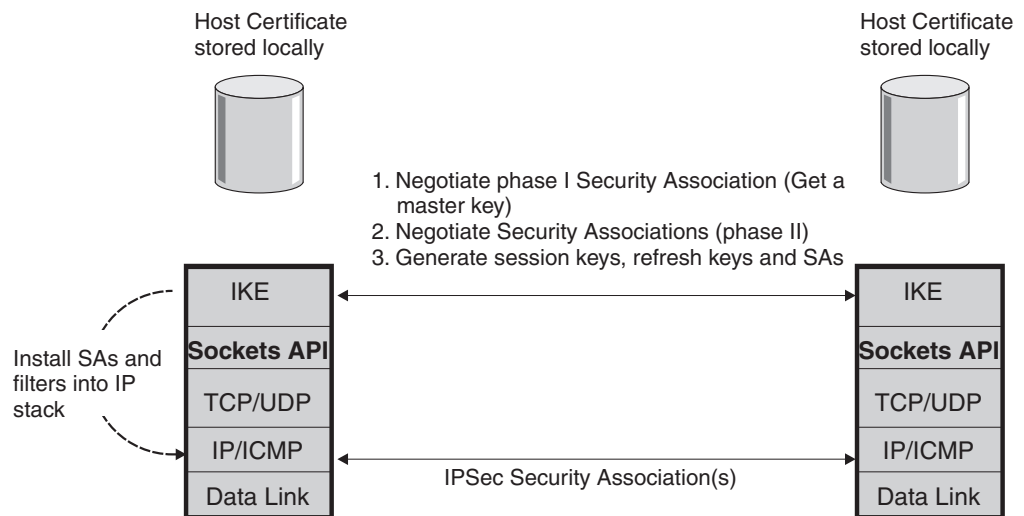 Host Certificate
stored locally
Host Certificate
stored locally
1. Negotiate phase I Security Association (Get a
master key)
2. Negotiate Security Associations (phase II)
3. Generate session keys, refresh keys and SAs
IKE
Sockets API
TCP/UDP
IP/ICMP
Data Link
Install SAs and
filters into IP
stack
IPSec Security Association(s)
IKE
Sockets API
TCP/UDP
IP/ICMP
Data Link